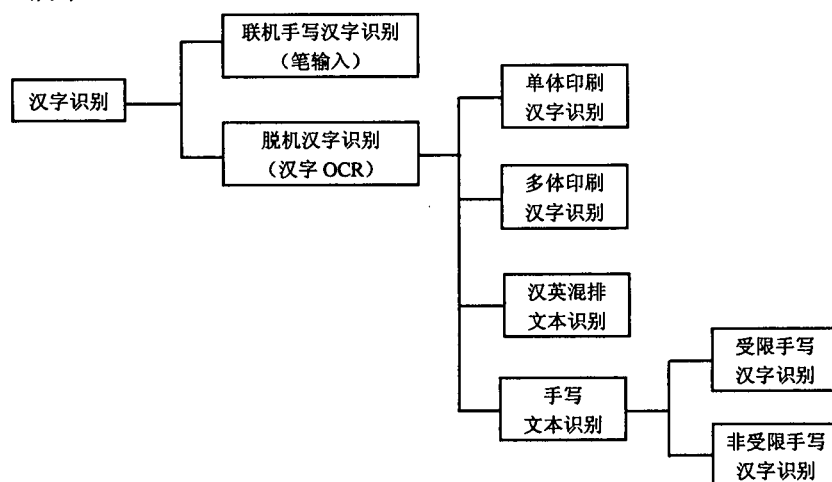 联机手写汉字识别
（笔输入）
汉字识别
脱机汉字识别
（汉字 OCR）
单体印刷
汉字识别
多体印刷
汉字识别
汉英混排
文本识别
手写
文本识别
受限手写
汉字识别
非受限手写
汉字识别